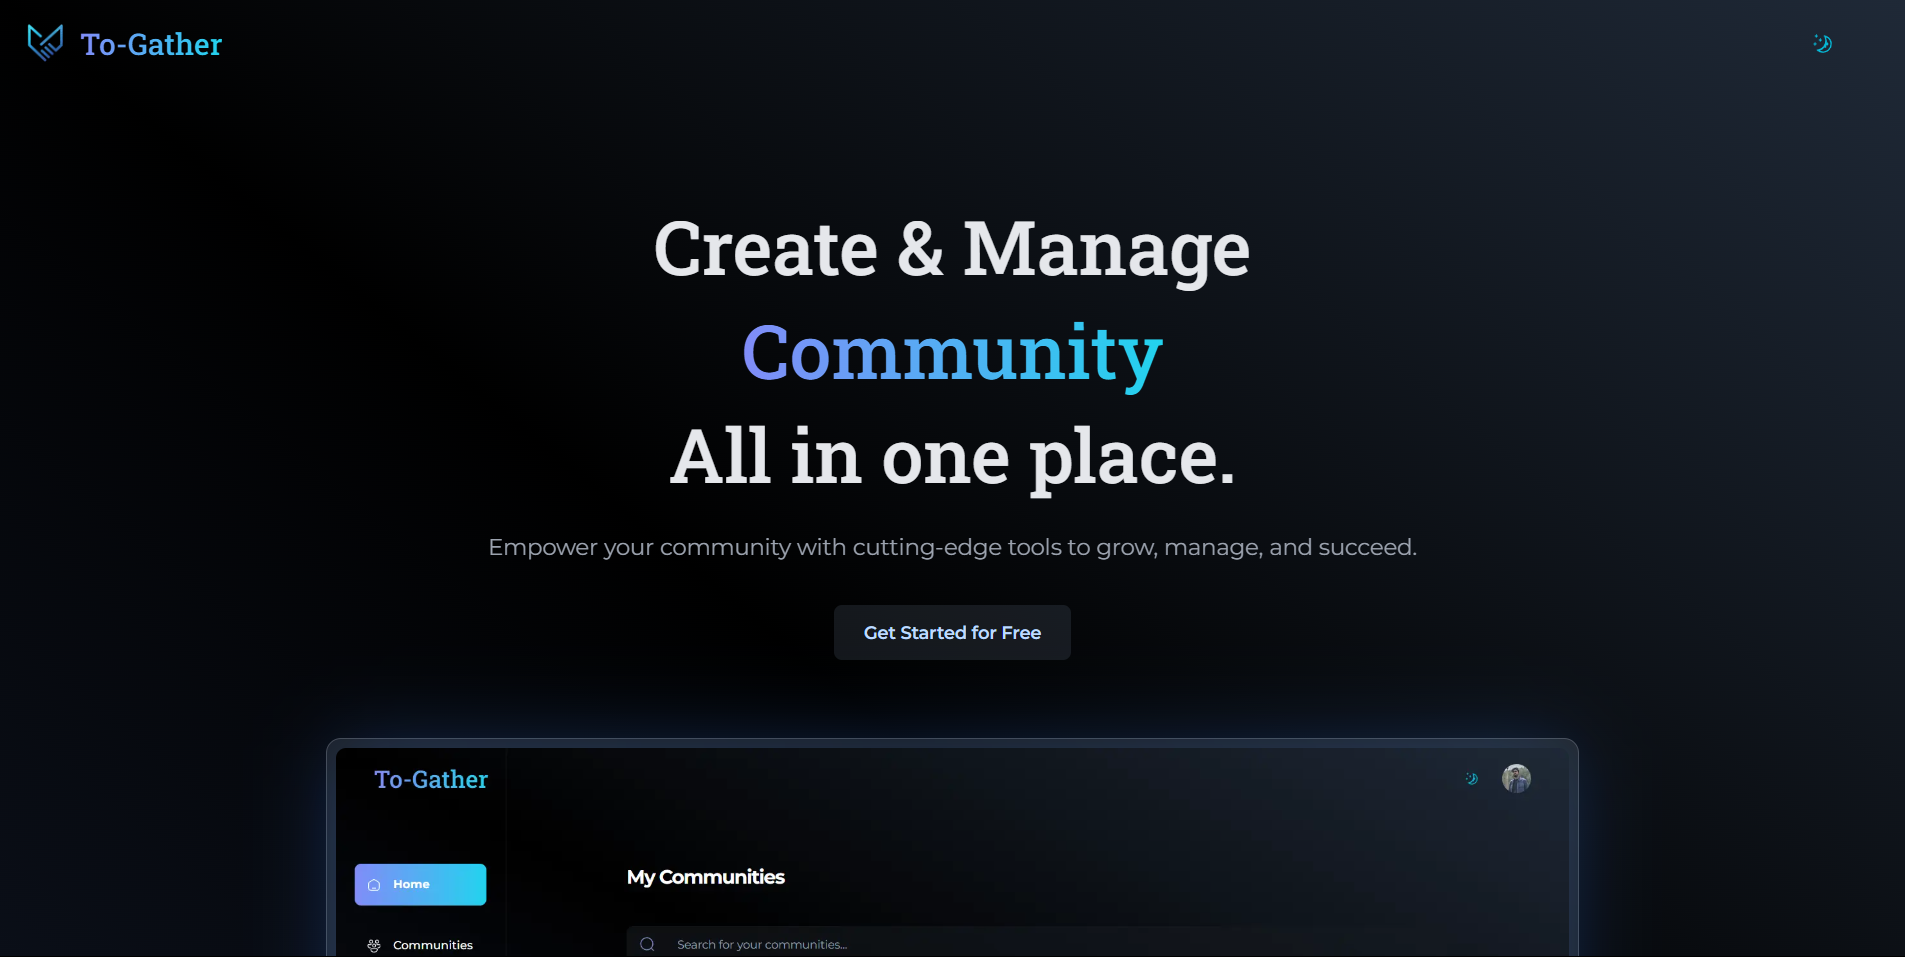 To-Gather
Create & Manage
Community
All in one place.
Empower your community with cutting-edge tools to grow, manage, and succeed.
Get Started for Free
To-Gather
Home
My Communities
Communities
Search for your communities...